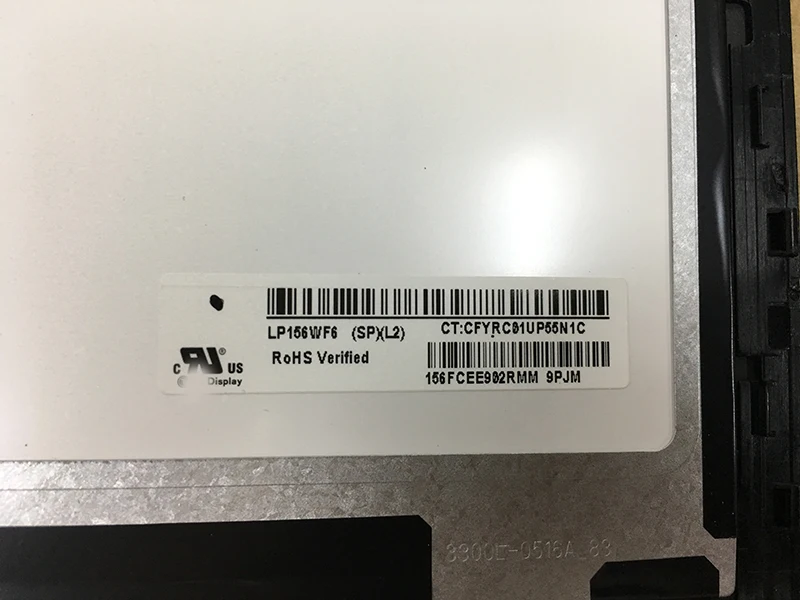 LP156WF6 (SP)(L2) CT:CFYRC01UP55N1C
RoHS Verified
C US
Display
156FCEE902RMM 9PJM